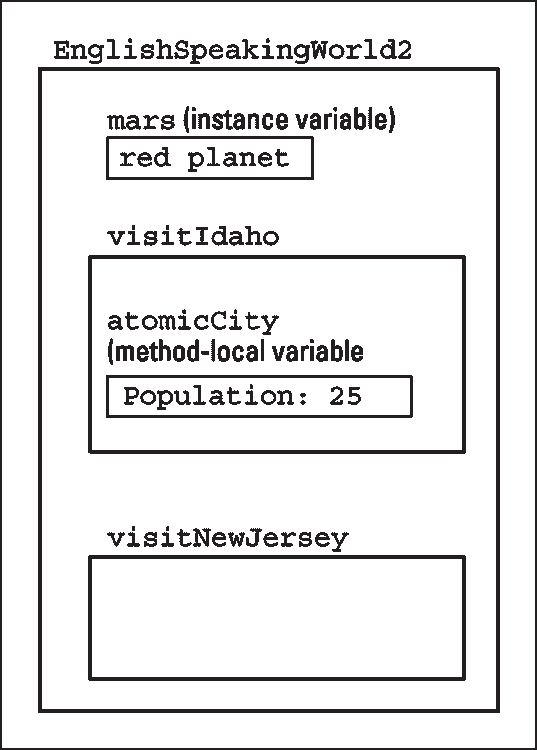 EnglishSpeakingWorld2
mars (instance variable)
red planet
visitIdaho
atomicCity
(method-local variable
Population: 25
visitNewJersey